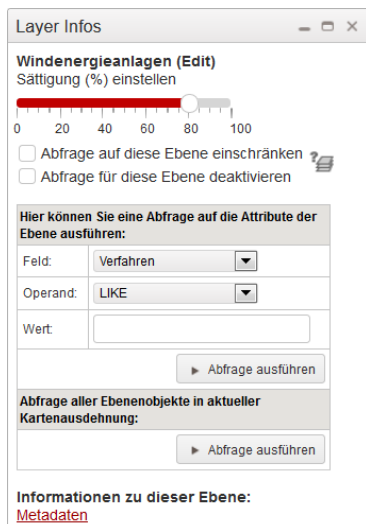 Layer Infos
Windenergieanlagen (Edit)
Sättigung (%) einstellen
0 20 40 60 80 100
Abfrage auf diese Ebene einschränken ?
Abfrage für diese Ebene deaktivieren
Hier können Sie eine Abfrage auf die Attribute der
Ebene ausführen:
Feld: Verfahren
Operand: LIKE
Wert:
Abfrage ausführen
Abfrage aller Ebenenobjekte in aktueller
Kartenausdehnung:
Abfrage ausführen
Informationen zu dieser Ebene:
Metadaten